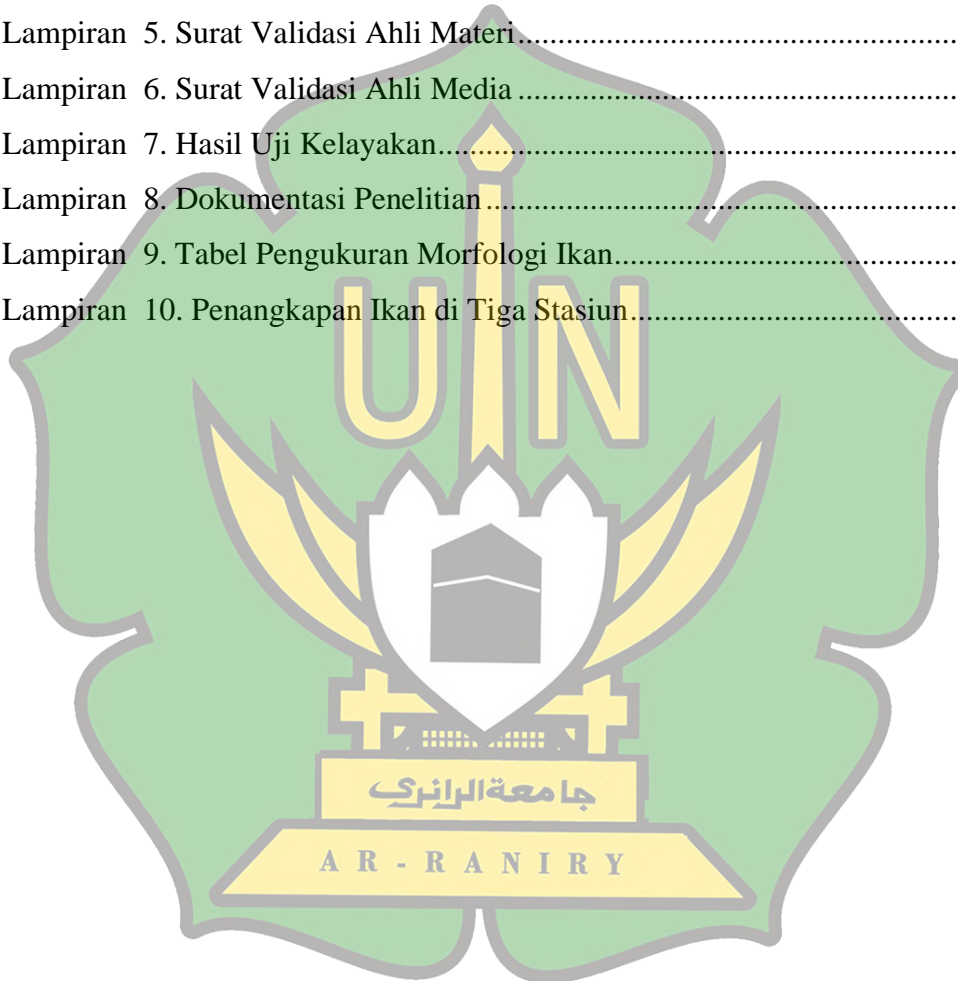 Lampiran 5. Surat Validasi Ahli Materi..........................................................
Lampiran 6. Surat Validasi Ahli Media..........................................................
Lampiran 7. Hasil Uji Kelayakan....................................................................
Lampiran 8. Dokumentasi Penelitian..............................................................
Lampiran 9. Tabel Pengukuran Morfologi Ikan.............................................
Lampiran 10. Penangkapan Ikan di Tiga Stasiun...........................................
UIN
جامعة الرانري
AR-RANIRY